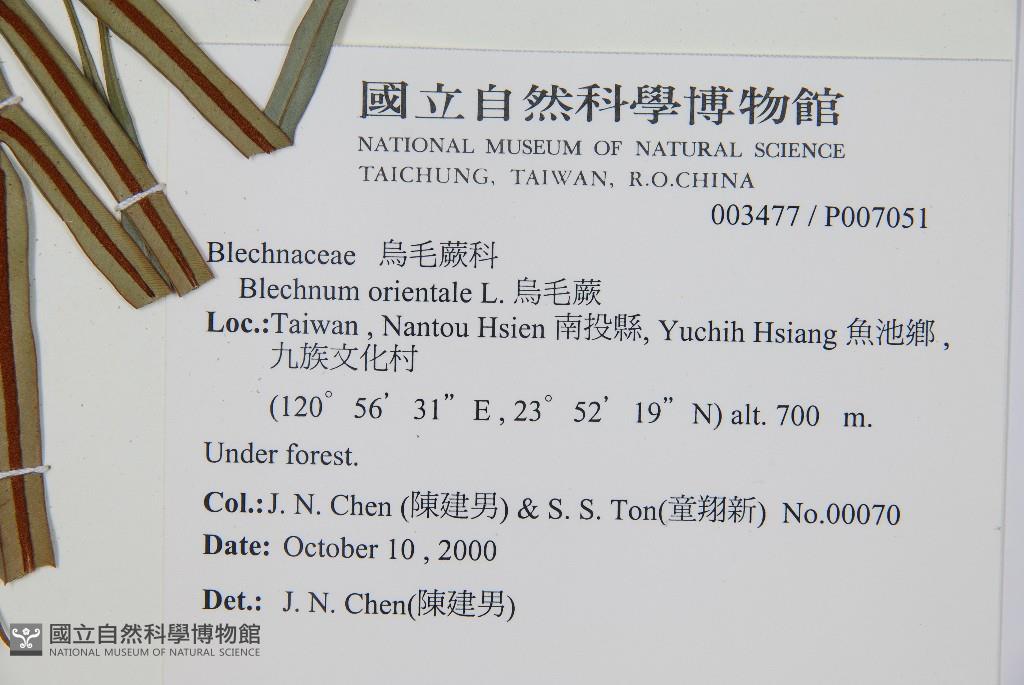 國立自然科學博物館
NATIONAL MUSEUM OF NATURAL SCIENCE
TAICHUNG, TAIWAN, R.O.CHINA
003477 / P007051
Blechnaceae 烏毛蕨科
Blechnum orientale L. 烏毛蕨
Loc.:Taiwan , Nantou Hsien 南投縣, Yuchih Hsiang 魚池鄉 ,
九族文化村
(120° 56’ 31” E , 23° 52’ 19” N) alt. 700 m.
Under forest.
Col.:J. N. Chen (陳建男) & S. S. Ton(童翔新) No.00070
Date: October 10 , 2000
Det.: J. N. Chen(陳建男)
國立自然科學博物館
NATIONAL MUSEUM OF NATURAL SCIENCE